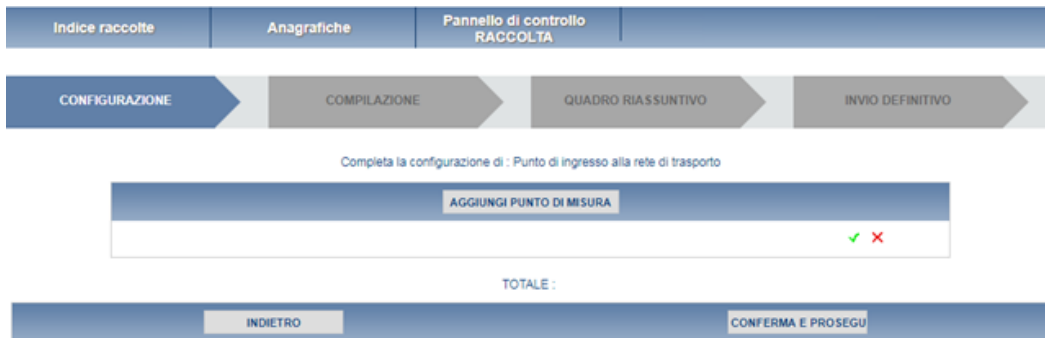 Indice raccolte
Anagrafiche
Pannello di controllo
RACCOLTA
CONFIGURAZIONE
COMPILAZIONE
QUADRO RIASSUNTIVO
INVIO DEFINITIVO
Completa la configurazione di : Punto di ingresso alla rete di trasporto
AGGIUNGI PUNTO DI MISURA
TOTALE :
INDIETRO
CONFERMA E PROSEGU